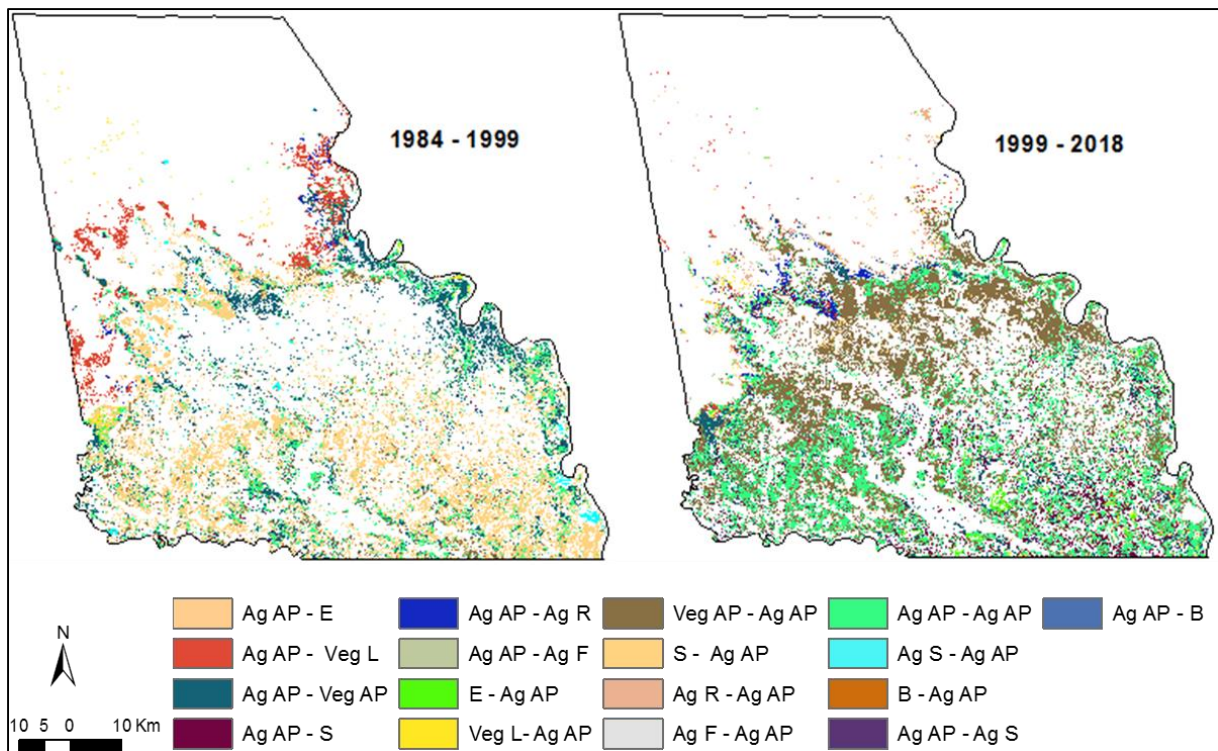 1984 - 1999
1999 - 2018
Ag AP - E
Ag AP - Ag R
Veg AP - Ag AP
Ag AP - Ag AP
Ag AP - B
Ag AP - Veg L
Ag AP - Ag F
S - Ag AP
Ag S - Ag AP
Ag AP - Veg AP
E - Ag AP
Ag R - Ag AP
B - Ag AP
Ag AP - S
Veg L- Ag AP
Ag F - Ag AP
Ag AP - Ag S
N
10 5 0 10 Km